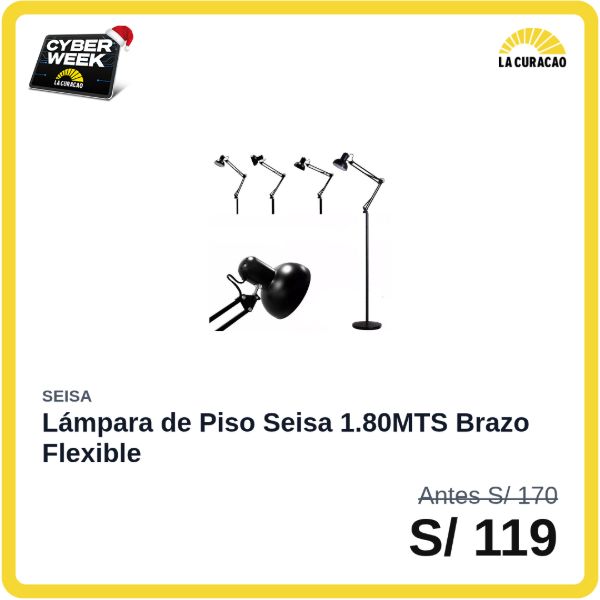 CYBER
WEEK
LA CURACAO
LA CURACAO
SEISA
Lámpara de Piso Seisa 1.80MTS Brazo
Flexible
Antes S/ 170
S/ 119